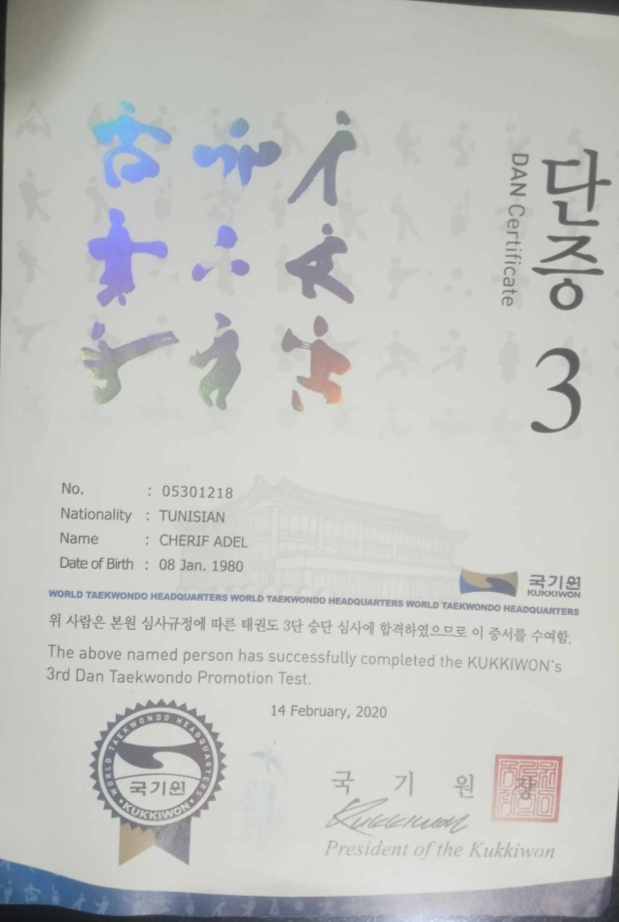 단증
DAN Certificate
3
No. : 05301218
Nationality : TUNISIAN
Name : CHERIF ADEL
Date of Birth : 08 Jan. 1980
국기원
KUKKIWON
WORLD TAEKWONDO HEADQUARTERS WORLD TAEKWONDO HEADQUARTERS WORLD TAEKWONDO HEADQUARTERS
위 사람은 본원 심사규정에 따른 태권도 3단 승단 심사에 합격하였으므로 이 증서를 수여함.
The above named person has successfully completed the KUKKIWON's
3rd Dan Taekwondo Promotion Test.
14 February, 2020
WORLD TAEKWONDO HEADQUARTERS
국기원
KUKKIWON
국 기 원 장
Kukkiwon
President of the Kukkiwon